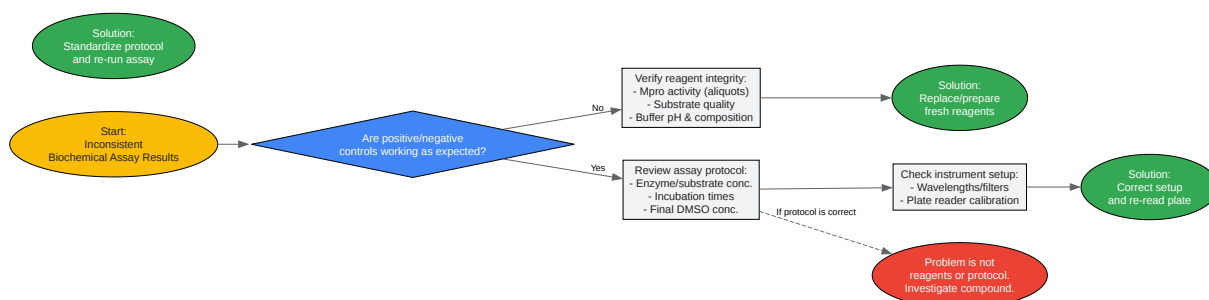 Solution:
Standardize protocol
and re-run assay
Start:
Inconsistent
Biochemical Assay Results
Are positive/negative
controls working as expected?
No
Verify reagent integrity:
- Mpro activity (aliquots)
- Substrate quality
- Buffer pH & composition
Solution:
Replace/prepare
fresh reagents
Yes
Review assay protocol:
- Enzyme/substrate conc.
- Incubation times
- Final DMSO conc.
Check instrument setup:
- Wavelengths/filters
- Plate reader calibration
Solution:
Correct setup
and re-read plate
If protocol is correct
Problem is not
reagents or protocol.
Investigate compound.